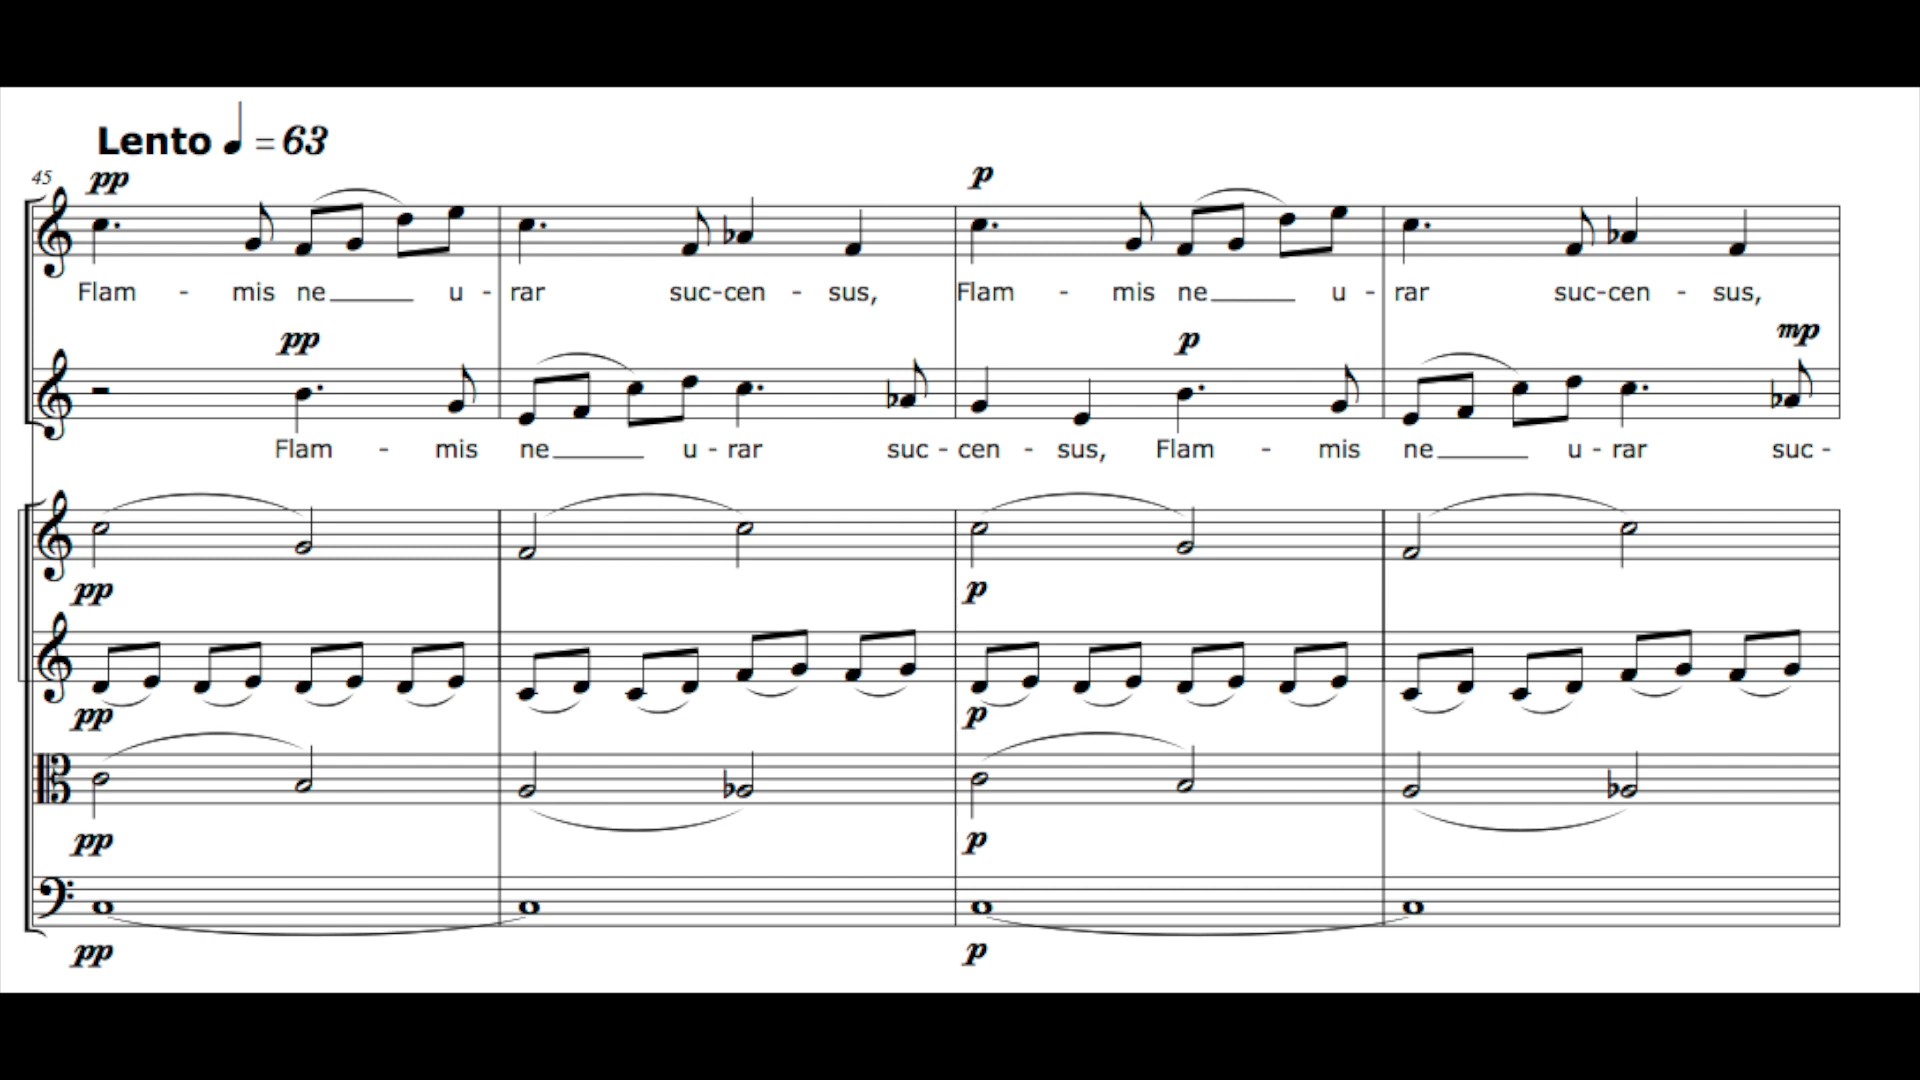 Lento ♩ = 63
45 pp p
Flam - mis ne u - rar suc-cen - sus, Flam - mis ne u - rar suc-cen - sus,
pp p mp
Flam - mis ne u - rar suc - cen - sus, Flam - mis ne u - rar suc -
pp p
pp p
pp p
pp p